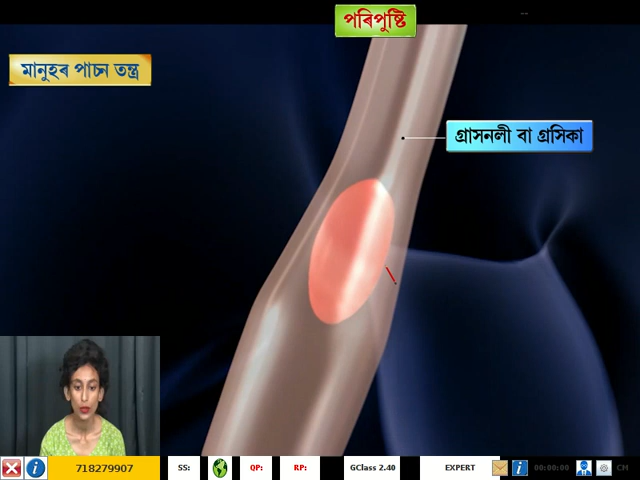 পৰিপুষ্টি
মানুহৰ পাচন তন্ত্ৰ
গ্ৰাসনলী বা গ্ৰসিকা
718279907
SS:
QP:
RP:
GClass 2.40
EXPERT
00:00:00
CM